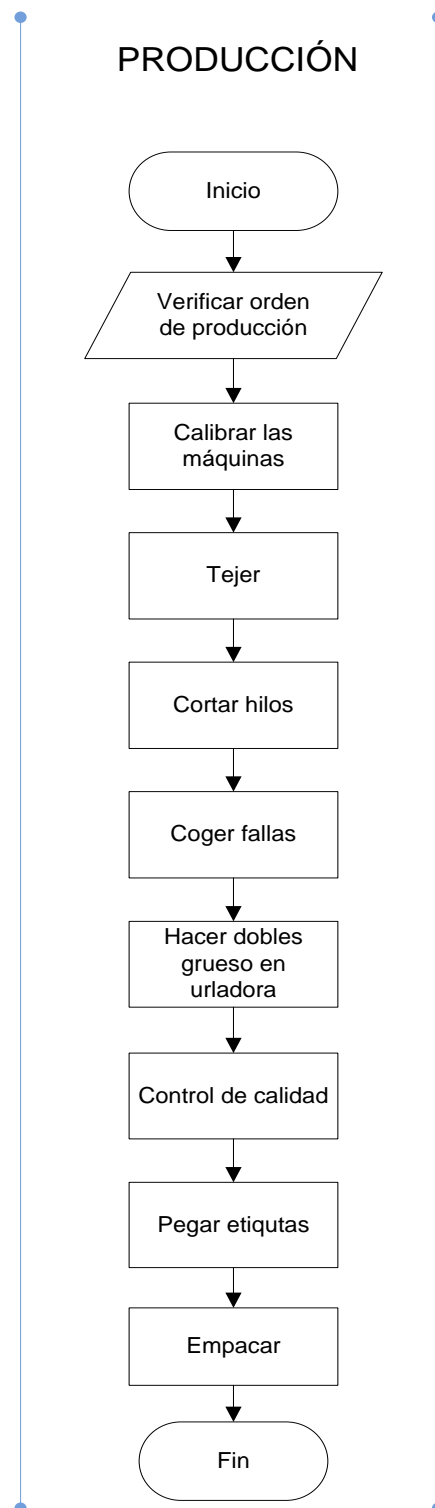 PRODUCCIÓN
Inicio
Verificar orden
de producción
Calibrar las
máquinas
Tejer
Cortar hilos
Coger fallas
Hacer dobles
grueso en
urladora
Control de calidad
Pegar etiqutas
Empacar
Fin